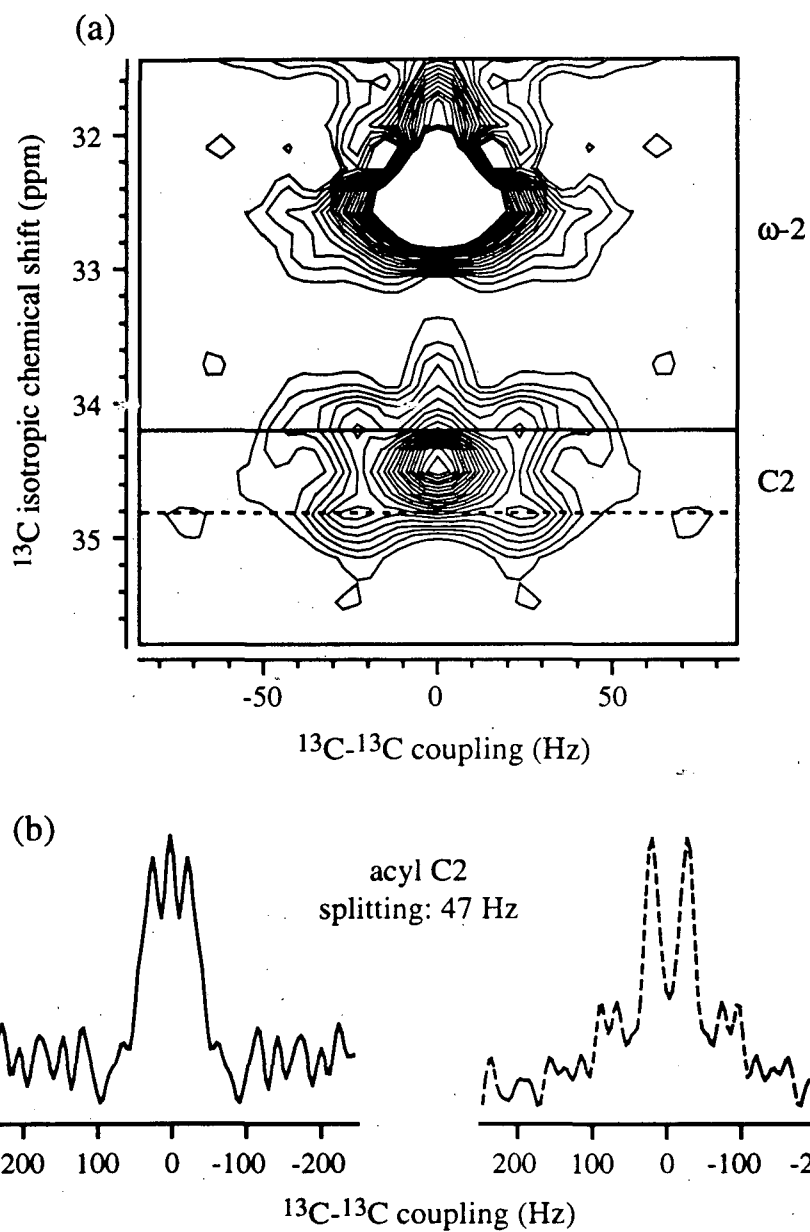 (a)
13C isotropic chemical shift (ppm)
32
33
34
35
ω-2
C2
-50 0 50
13C-13C coupling (Hz)
(b)
acyl C2
splitting: 47 Hz
200 100 0 -100 -200
200 100 0 -100 -2
13C-13C coupling (Hz)